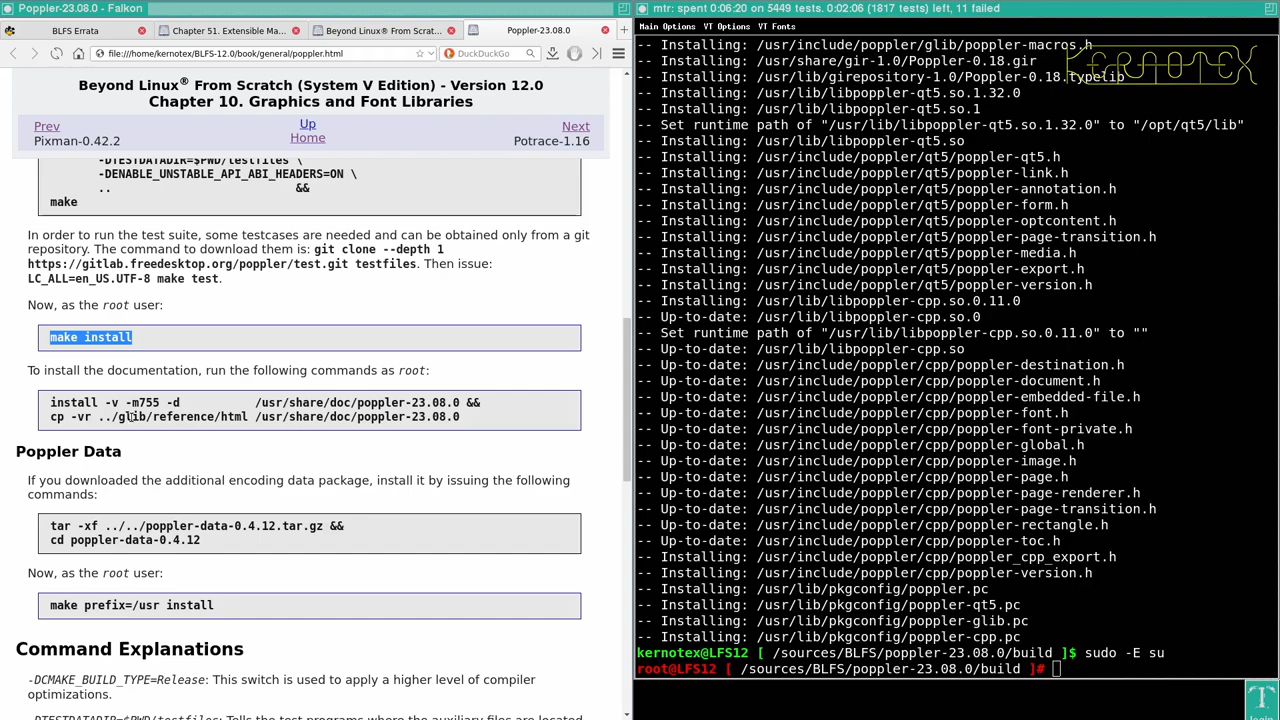 Poppler-23.08.0 - Falkon
BLFS Errata
Chapter 51. Extensible Ma...
Beyond Linux® From Scrat...
Poppler-23.08.0
file:///home/kernotex/BLFS-12.0/book/general/poppler.html
DuckDuckGo
Beyond Linux® From Scratch (System V Edition) - Version 12.0
Chapter 10. Graphics and Font Libraries
Prev
Up
Next
Pixman-0.42.2
Home
Potrace-1.16
-DTESTDATADIR=$PWD/testfiles \
-DENABLE_UNSTABLE_API_ABI_HEADERS=ON \
.. &&
make
In order to run the test suite, some testcases are needed and can be obtained only from a git
repository. The command to download them is: git clone --depth 1
https://gitlab.freedesktop.org/poppler/test.git testfiles. Then issue:
LC_ALL=en_US.UTF-8 make test.
Now, as the root user:
make install
To install the documentation, run the following commands as root:
install -v -m755 -d /usr/share/doc/poppler-23.08.0 &&
cp -vr ../glib/reference/html /usr/share/doc/poppler-23.08.0
Poppler Data
If you downloaded the additional encoding data package, install it by issuing the following
commands:
tar -xf ../../poppler-data-0.4.12.tar.gz &&
cd poppler-data-0.4.12
Now, as the root user:
make prefix=/usr install
Command Explanations
-DCMAKE_BUILD_TYPE=Release: This switch is used to apply a higher level of compiler
optimizations.
-DTESTDATADIR=$PWD/testfiles: Tells the test programs where the auxiliary files are located
mtr: spent 0:06:20 on 5449 tests. 0:02:06 (1817 tests) left, 11 failed
Main Options VT Options VT Fonts
-- Installing: /usr/include/poppler/glib/poppler-macros.h
-- Installing: /usr/share/gir-1.0/Poppler-0.18.gir
-- Installing: /usr/lib/girepository-1.0/Poppler-0.18.typelib
-- Installing: /usr/lib/libpoppler-qt5.so.1.32.0
-- Installing: /usr/lib/libpoppler-qt5.so.1
-- Set runtime path of "/usr/lib/libpoppler-qt5.so.1.32.0" to "/opt/qt5/lib"
-- Installing: /usr/lib/libpoppler-qt5.so
-- Installing: /usr/include/poppler/qt5/poppler-qt5.h
-- Installing: /usr/include/poppler/qt5/poppler-link.h
-- Installing: /usr/include/poppler/qt5/poppler-annotation.h
-- Installing: /usr/include/poppler/qt5/poppler-form.h
-- Installing: /usr/include/poppler/qt5/poppler-optcontent.h
-- Installing: /usr/include/poppler/qt5/poppler-page-transition.h
-- Installing: /usr/include/poppler/qt5/poppler-media.h
-- Installing: /usr/include/poppler/qt5/poppler-export.h
-- Installing: /usr/include/poppler/qt5/poppler-version.h
-- Installing: /usr/lib/libpoppler-cpp.so.0.11.0
-- Up-to-date: /usr/lib/libpoppler-cpp.so.0
-- Set runtime path of "/usr/lib/libpoppler-cpp.so.0.11.0" to ""
-- Up-to-date: /usr/lib/libpoppler-cpp.so
-- Up-to-date: /usr/include/poppler/cpp/poppler-destination.h
-- Up-to-date: /usr/include/poppler/cpp/poppler-document.h
-- Up-to-date: /usr/include/poppler/cpp/poppler-embedded-file.h
-- Up-to-date: /usr/include/poppler/cpp/poppler-font.h
-- Up-to-date: /usr/include/poppler/cpp/poppler-font-private.h
-- Up-to-date: /usr/include/poppler/cpp/poppler-global.h
-- Up-to-date: /usr/include/poppler/cpp/poppler-image.h
-- Up-to-date: /usr/include/poppler/cpp/poppler-page.h
-- Up-to-date: /usr/include/poppler/cpp/poppler-page-renderer.h
-- Up-to-date: /usr/include/poppler/cpp/poppler-page-transition.h
-- Up-to-date: /usr/include/poppler/cpp/poppler-rectangle.h
-- Up-to-date: /usr/include/poppler/cpp/poppler-toc.h
-- Installing: /usr/include/poppler/cpp/poppler_cpp_export.h
-- Installing: /usr/include/poppler/cpp/poppler-version.h
-- Installing: /usr/lib/pkgconfig/poppler.pc
-- Installing: /usr/lib/pkgconfig/poppler-qt5.pc
-- Installing: /usr/lib/pkgconfig/poppler-glib.pc
-- Installing: /usr/lib/pkgconfig/poppler-cpp.pc
kernotex@LFS12 [ /sources/BLFS/poppler-23.08.0/build ]$ sudo -E su
root@LFS12 [ /sources/BLFS/poppler-23.08.0/build ]#
KERNOTEX
login